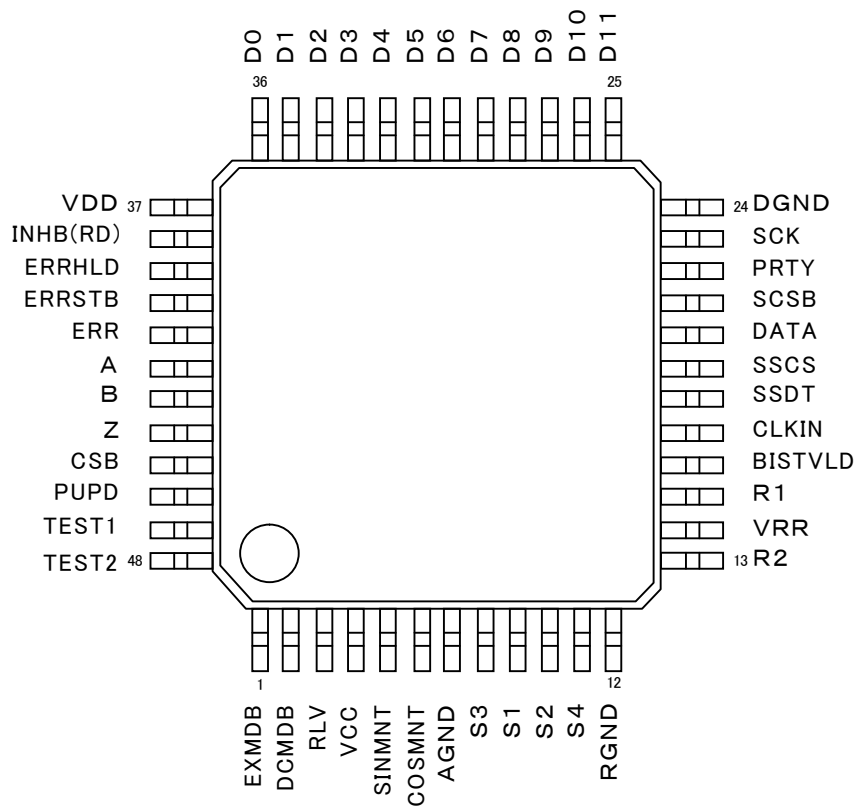 D0
D1
D2
D3
D4
D5
D6
D7
D8
D9
D10
D11
36
25
VDD 37
INHB(RD)
ERRHLD
ERRSTB
ERR
A
B
Z
CSB
PUPD
TEST1
TEST2 48
24 DGND
SCK
PRTY
SCSB
DATA
SSCS
SSDT
CLKIN
BISTVLD
R1
VRR
13 R2
1
12
EXMDB
DCMDB
RLV
VCC
SINMNT
COSMNT
AGND
S3
S1
S2
S4
RGND